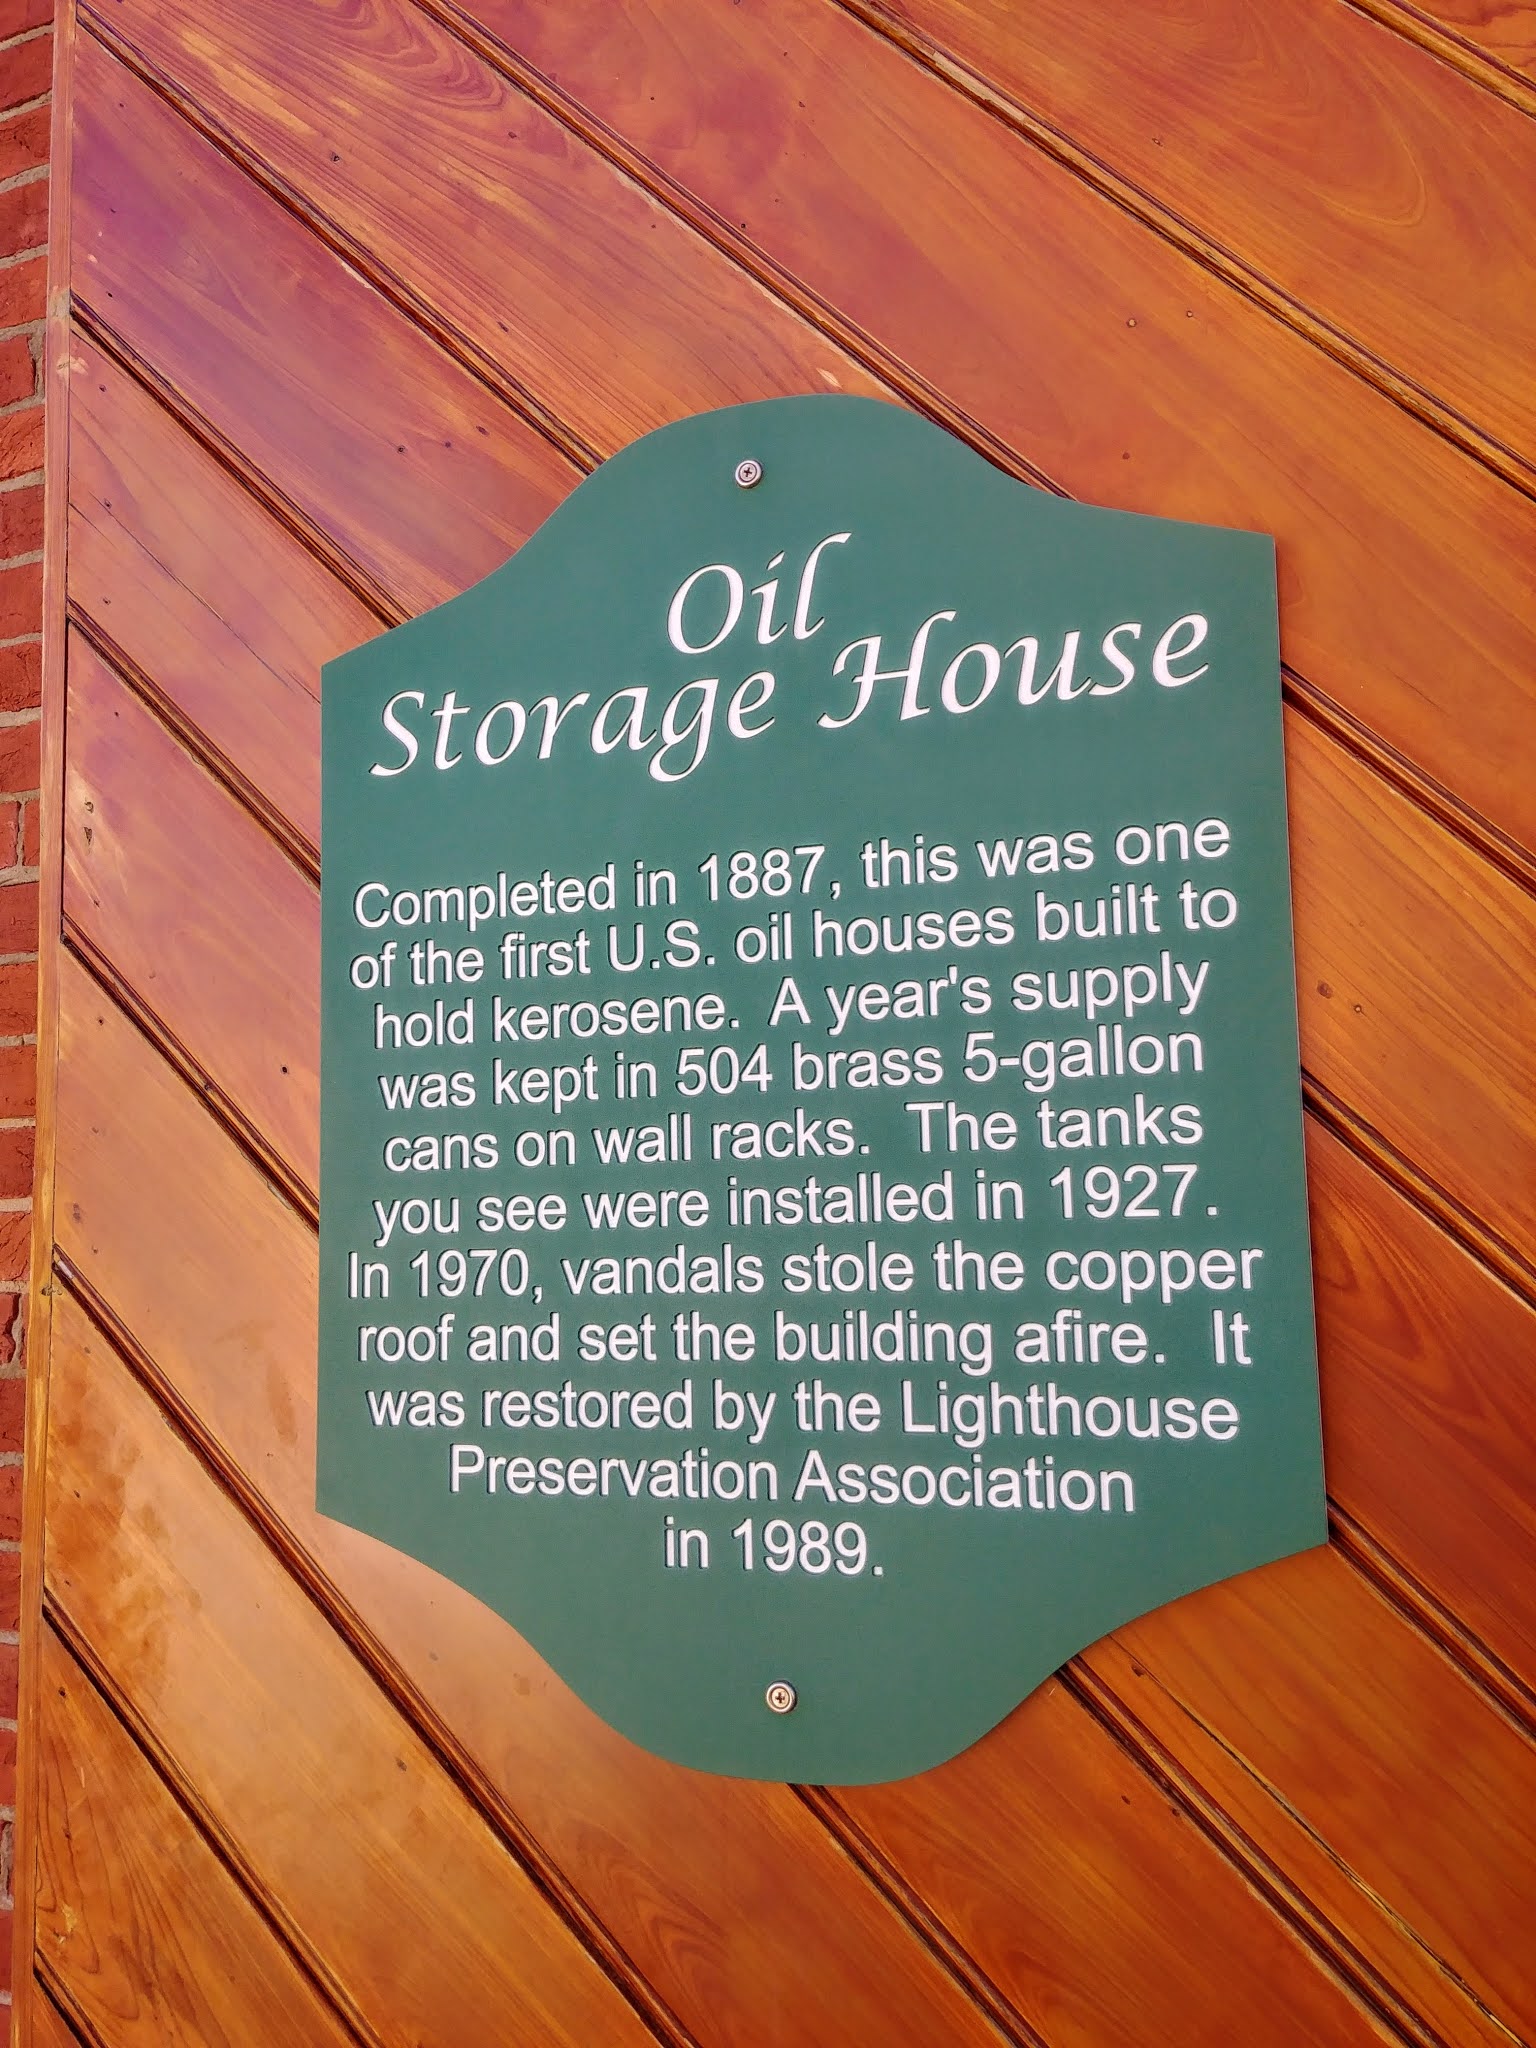 Oil
Storage House
Completed in 1887, this was one
of the first U.S. oil houses built to
hold kerosene. A year's supply
was kept in 504 brass 5-gallon
cans on wall racks. The tanks
you see were installed in 1927.
In 1970, vandals stole the copper
roof and set the building afire. It
was restored by the Lighthouse
Preservation Association
in 1989.